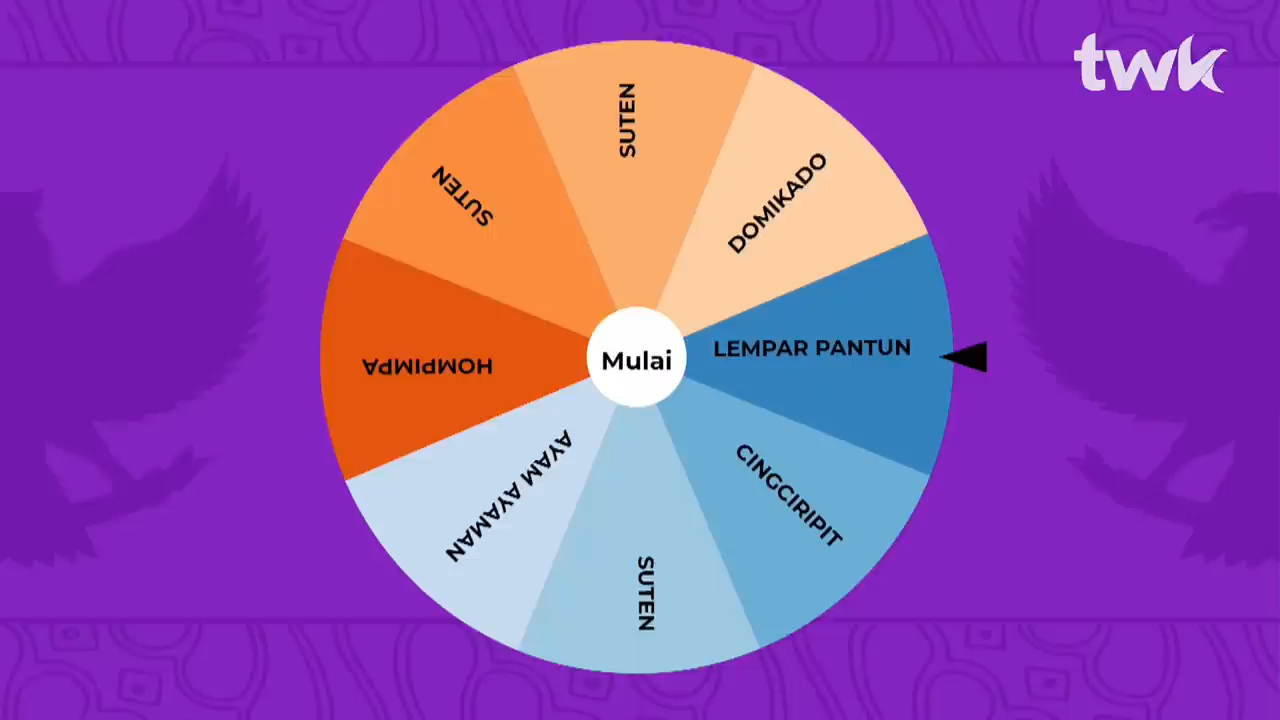 twk
SUTEN
SUTEN
DOMIKADO
HOMPIMPA
Mulai
LEMPAR PANTUN
AYAM AYAMAN
CINGCIRIPIT
SUTEN